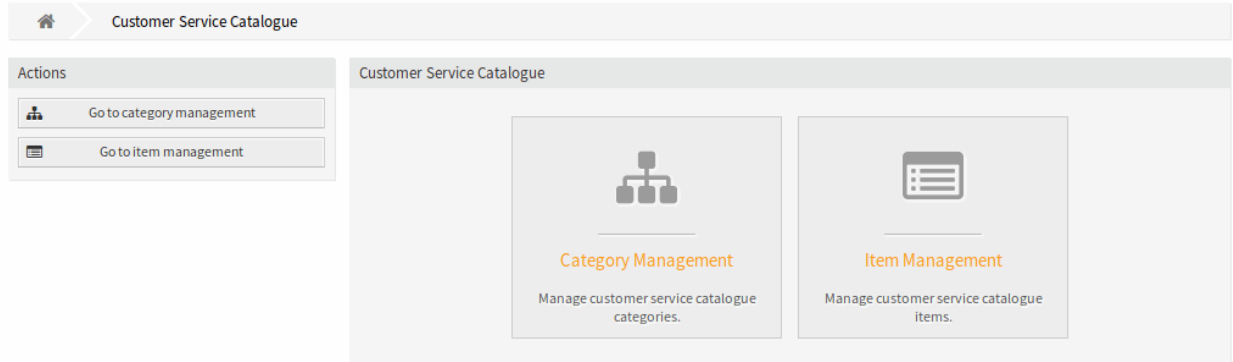 Customer Service Catalogue
Actions
Go to category management
Go to item management
Customer Service Catalogue
Category Management
Manage customer service catalogue
categories.
Item Management
Manage customer service catalogue
items.